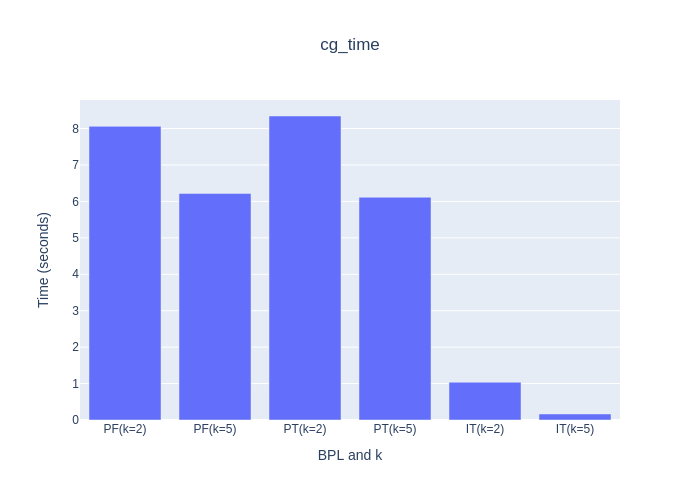 cg_time
Time (seconds)
8
7
6
5
4
3
2
1
0
PF(k=2) PF(k=5) PT(k=2) PT(k=5) IT(k=2) IT(k=5)
BPL and k